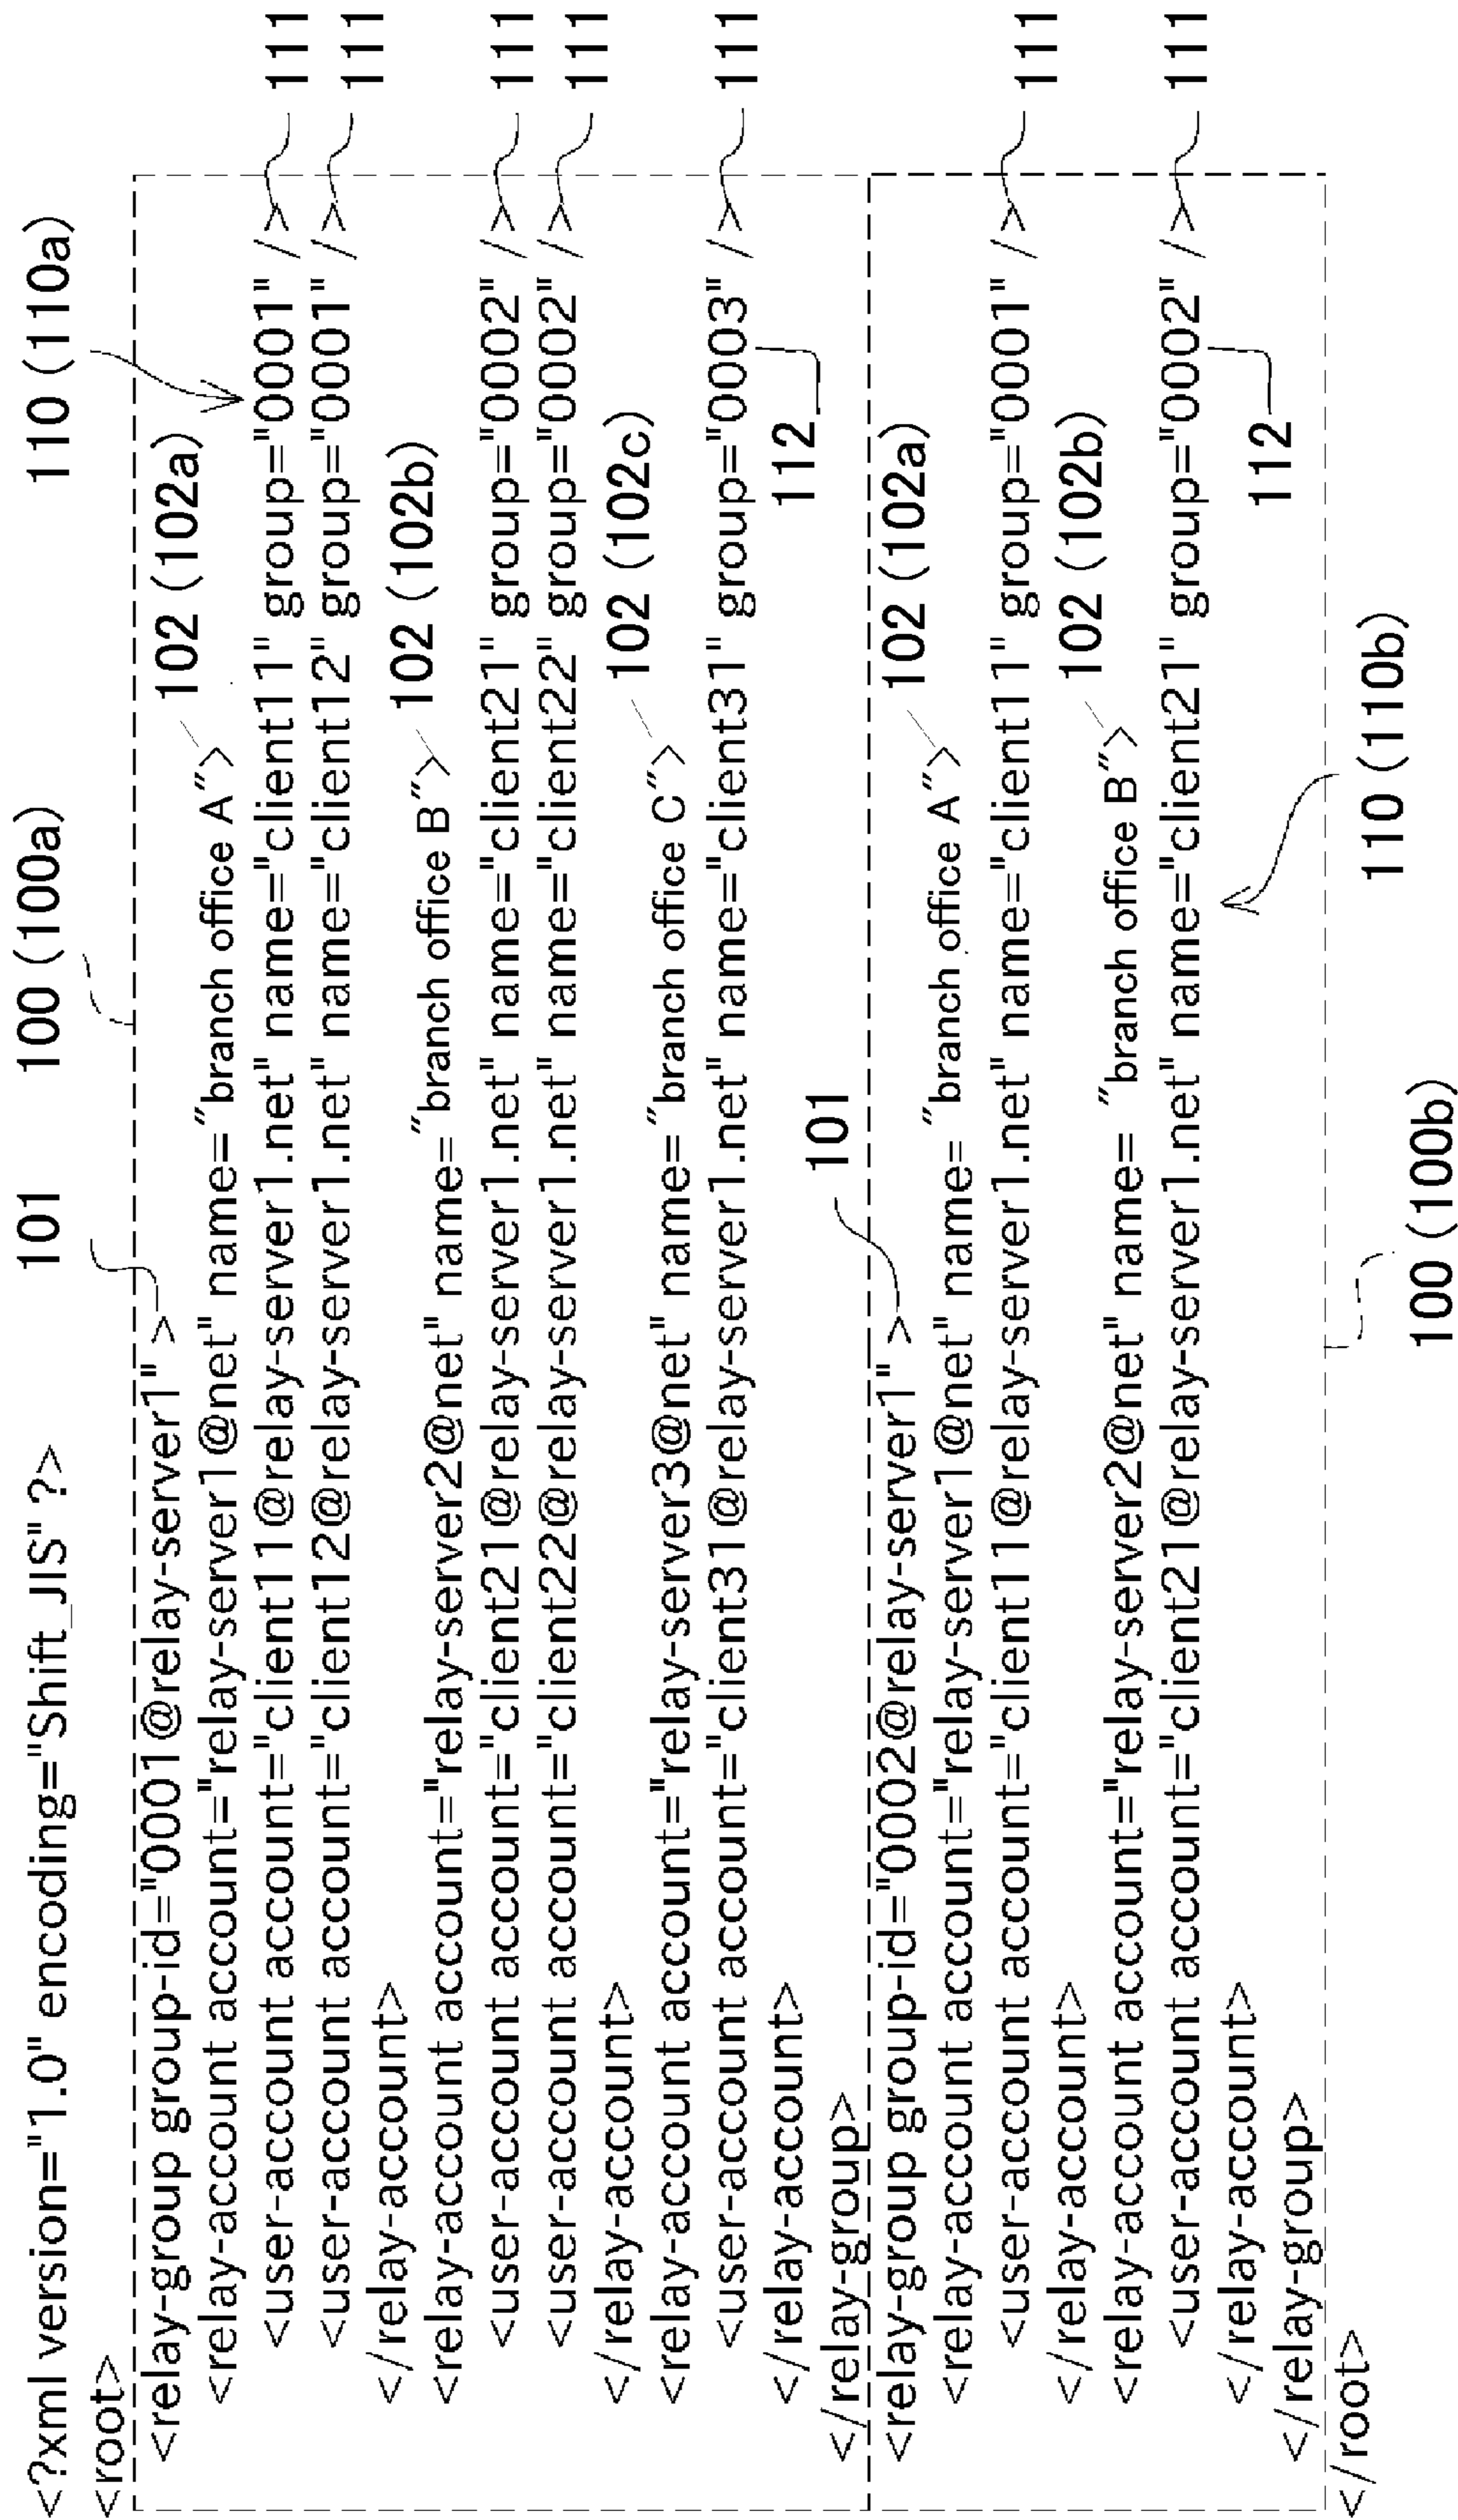 101 100 (100a) 110 (110a)
<?xml version="1.0" encoding="Shift_JIS" ?>
<root>
<relay-group group-id="0001@relay-server1" >
102 (102a)
<relay-account account="relay-server1@net" name="branch office A">
<user-account account="client11@relay-server1.net" name="client11" group="0001" /> 111
<user-account account="client12@relay-server1.net" name="client12" group="0001" /> 111
</relay-account>
102 (102b)
<relay-account account="relay-server2@net" name="branch office B">
<user-account account="client21@relay-server1.net" name="client21" group="0002" /> 111
<user-account account="client22@relay-server1.net" name="client22" group="0002" /> 111
</relay-account>
102 (102c)
<relay-account account="relay-server3@net" name="branch office C">
<user-account account="client31@relay-server1.net" name="client31" group="0003" /> 111
</relay-account>
112
</relay-group>
101
<relay-group group-id="0002@relay-server1" >
102 (102a)
<relay-account account="relay-server1@net" name="branch office A">
<user-account account="client11@relay-server1.net" name="client11" group="0001" /> 111
</relay-account>
102 (102b)
<relay-account account="relay-server2@net" name= "branch office B">
<user-account account="client21@relay-server1.net" name="client21" group="0002" /> 111
</relay-account>
112
</relay-group>
</root>
110 (110b)
100 (100b)